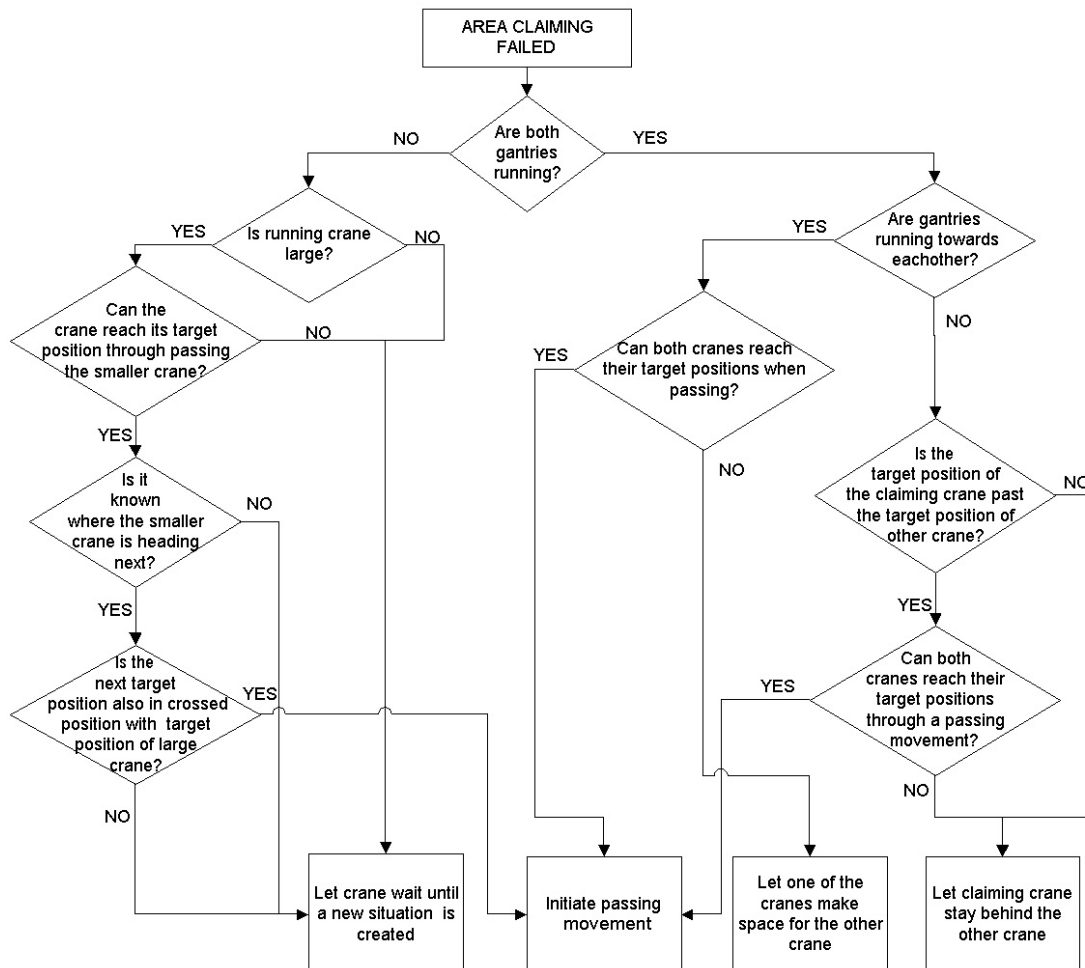 AREA CLAIMING
FAILED
Are both
gantries
running?
NO
YES
Is running crane
large?
YES
NO
Are gantries
running towards
eachother?
YES
NO
Can the
crane reach its target
position through passing
the smaller crane?
NO
YES
Can both cranes reach
their target positions when
passing?
YES
NO
Is the
target position of
the claiming crane past
the target position of
other crane?
NO
YES
Is it
known
where the smaller
crane is heading
next?
NO
YES
Is the
next target
position also in crossed
position with target
position of large
crane?
YES
NO
Can both
cranes reach their
target positions
through a passing
movement?
YES
NO
Let crane wait until
a new situation is
created
Initiate passing
movement
Let one of the
cranes make
space for the other
crane
Let claiming crane
stay behind the
other crane